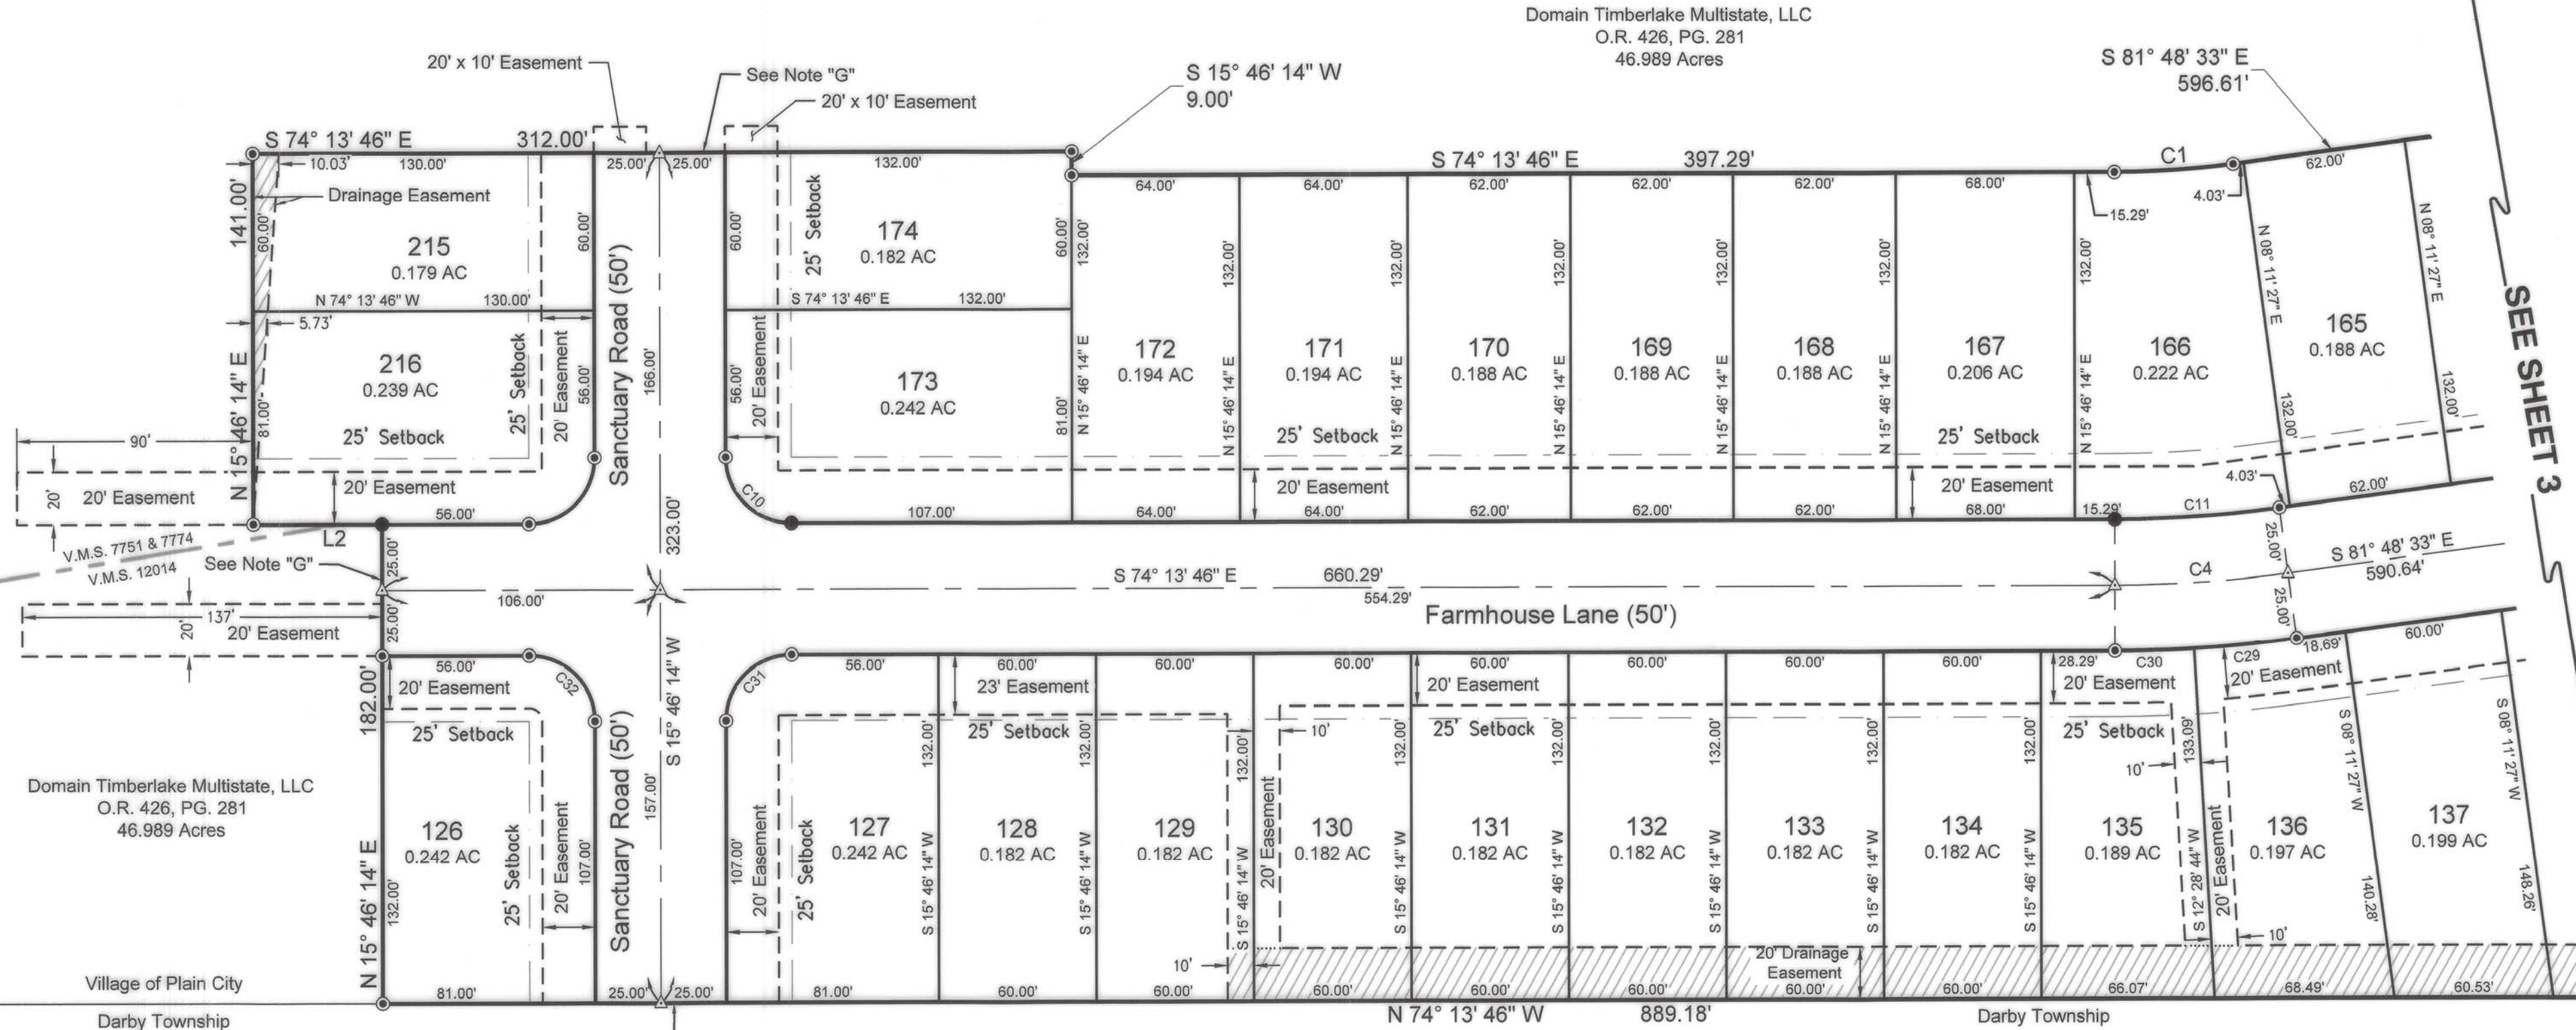 Domain Timberlake Multistate, LLC
O.R. 426, PG. 281
46.989 Acres
20' x 10' Easement
See Note "G"
20' x 10' Easement
S 15° 46' 14" W
9.00'
S 81° 48' 33" E
596.61'
S 74° 13' 46" E
312.00'
10.03'
130.00'
25.00'
25.00'
132.00'
S 74° 13' 46" E
397.29'
C1
62.00'
4.03'
15.29'
64.00'
64.00'
62.00'
62.00'
62.00'
68.00'
Drainage Easement
141.00'
60.00'
215
0.179 AC
60.00'
60.00'
25' Setback
174
0.182 AC
60.00'
132.00'
132.00'
132.00'
132.00'
132.00'
132.00'
132.00'
N 08° 11' 27" E
N 08° 11' 27" E
N 74° 13' 46" W
130.00'
S 74° 13' 46" E
132.00'
5.73'
Sanctuary Road (50')
166.00'
216
0.239 AC
25' Setback
25' Setback
20' Easement
56.00'
56.00'
20' Easement
173
0.242 AC
81.00'
N 15° 46' 14" E
172
0.194 AC
N 15° 46' 14" E
171
0.194 AC
25' Setback
N 15° 46' 14" E
170
0.188 AC
N 15° 46' 14" E
169
0.188 AC
N 15° 46' 14" E
168
0.188 AC
N 15° 46' 14" E
167
0.206 AC
25' Setback
N 15° 46' 14" E
166
0.222 AC
132.00'
165
0.188 AC
132.00'
SEE SHEET 3
N 15° 46' 14" E
81.00'
90'
20'
20' Easement
20' Easement
56.00'
C10
107.00'
64.00'
20' Easement
64.00'
62.00'
62.00'
62.00'
20' Easement
68.00'
15.29'
C11
4.03'
62.00'
L2
V.M.S. 7751 & 7774
V.M.S. 12014
See Note "G"
25.00'
25.00'
323.00'
106.00'
S 74° 13' 46" E
660.29'
554.29'
Farmhouse Lane (50')
C4
25.00'
25.00'
S 81° 48' 33" E
590.64'
137'
20'
20' Easement
56.00'
C32
C31
56.00'
60.00'
60.00'
60.00'
60.00'
60.00'
60.00'
60.00'
28.29'
C30
C29
18.69'
60.00'
182.00'
20' Easement
25' Setback
S 15° 46' 14" W
23' Easement
25' Setback
20' Easement
25' Setback
20' Easement
25' Setback
20' Easement
10'
10'
132.00'
132.00'
132.00'
132.00'
132.00'
132.00'
132.00'
132.00'
133.09'
S 08° 11' 27" W
S 08° 11' 27" W
Domain Timberlake Multistate, LLC
O.R. 426, PG. 281
46.989 Acres
N 15° 46' 14" E
132.00'
126
0.242 AC
25' Setback
20' Easement
107.00'
Sanctuary Road (50')
157.00'
107.00'
20' Easement
25' Setback
127
0.242 AC
S 15° 46' 14" W
128
0.182 AC
S 15° 46' 14" W
129
0.182 AC
S 15° 46' 14" W
20' Easement
130
0.182 AC
S 15° 46' 14" W
131
0.182 AC
S 15° 46' 14" W
132
0.182 AC
S 15° 46' 14" W
133
0.182 AC
S 15° 46' 14" W
134
0.182 AC
S 15° 46' 14" W
135
0.189 AC
S 12° 28' 44" W
20' Easement
136
0.197 AC
140.28'
137
0.199 AC
148.26'
10'
10'
20' Drainage
Easement
Village of Plain City
Darby Township
81.00'
25.00'
25.00'
81.00'
60.00'
60.00'
60.00'
60.00'
60.00'
60.00'
60.00'
66.07'
68.49'
60.53'
N 74° 13' 46" W
889.18'
Darby Township